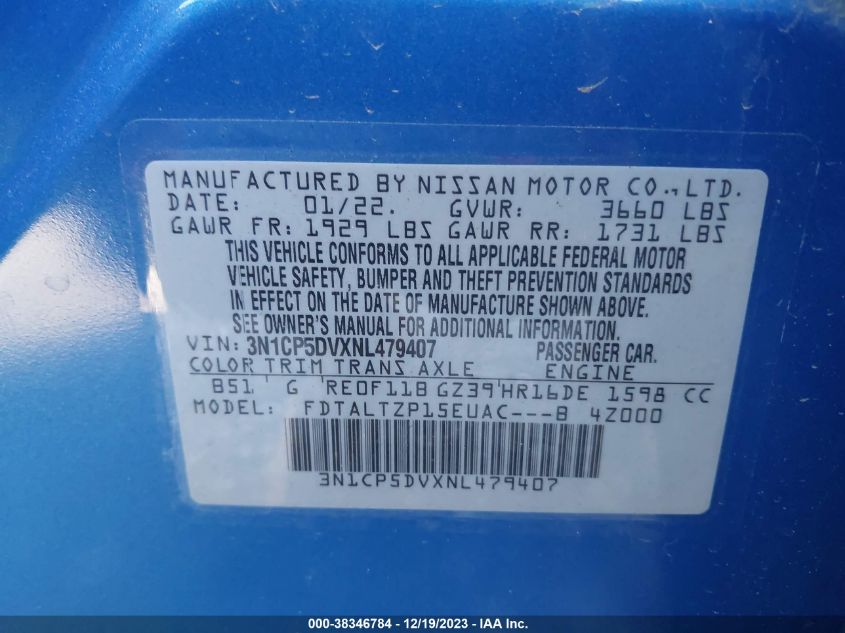 MANUFACTURED BY NISSAN MOTOR CO.,LTD.
DATE: 01/22. GVWR: 3660 LBS
GAWR FR: 1929 LBS GAWR RR: 1731 LBS
THIS VEHICLE CONFORMS TO ALL APPLICABLE FEDERAL MOTOR
VEHICLE SAFETY, BUMPER AND THEFT PREVENTION STANDARDS
IN EFFECT ON THE DATE OF MANUFACTURE SHOWN ABOVE.
SEE OWNER'S MANUAL FOR ADDITIONAL INFORMATION.
VIN: 3N1CP5DVXNL479407 PASSENGER CAR.
COLOR TRIM TRANS AXLE ENGINE
B51 G RE0F11B GZ39 HR16DE 1598 CC
MODEL: FDTALTZP15EUAC---B 4Z000
3N1CP5DVXNL479407
000-38346784 - 12/19/2023 - IAA Inc.